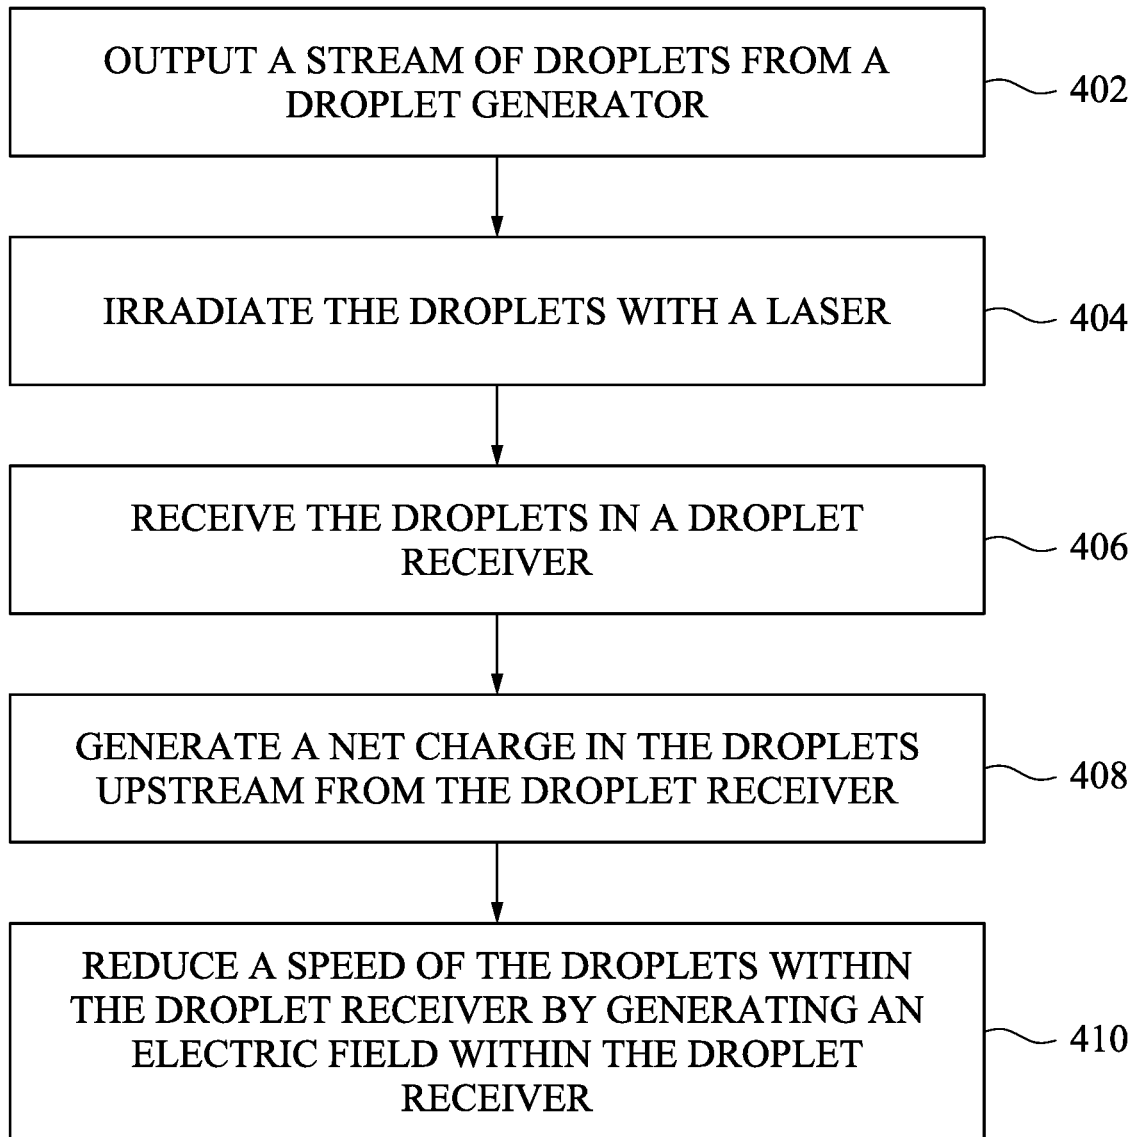 OUTPUT A STREAM OF DROPLETS FROM A
DROPLET GENERATOR
402
IRRADIATE THE DROPLETS WITH A LASER
404
RECEIVE THE DROPLETS IN A DROPLET
RECEIVER
406
GENERATE A NET CHARGE IN THE DROPLETS
UPSTREAM FROM THE DROPLET RECEIVER
408
REDUCE A SPEED OF THE DROPLETS WITHIN
THE DROPLET RECEIVER BY GENERATING AN
ELECTRIC FIELD WITHIN THE DROPLET
RECEIVER
410